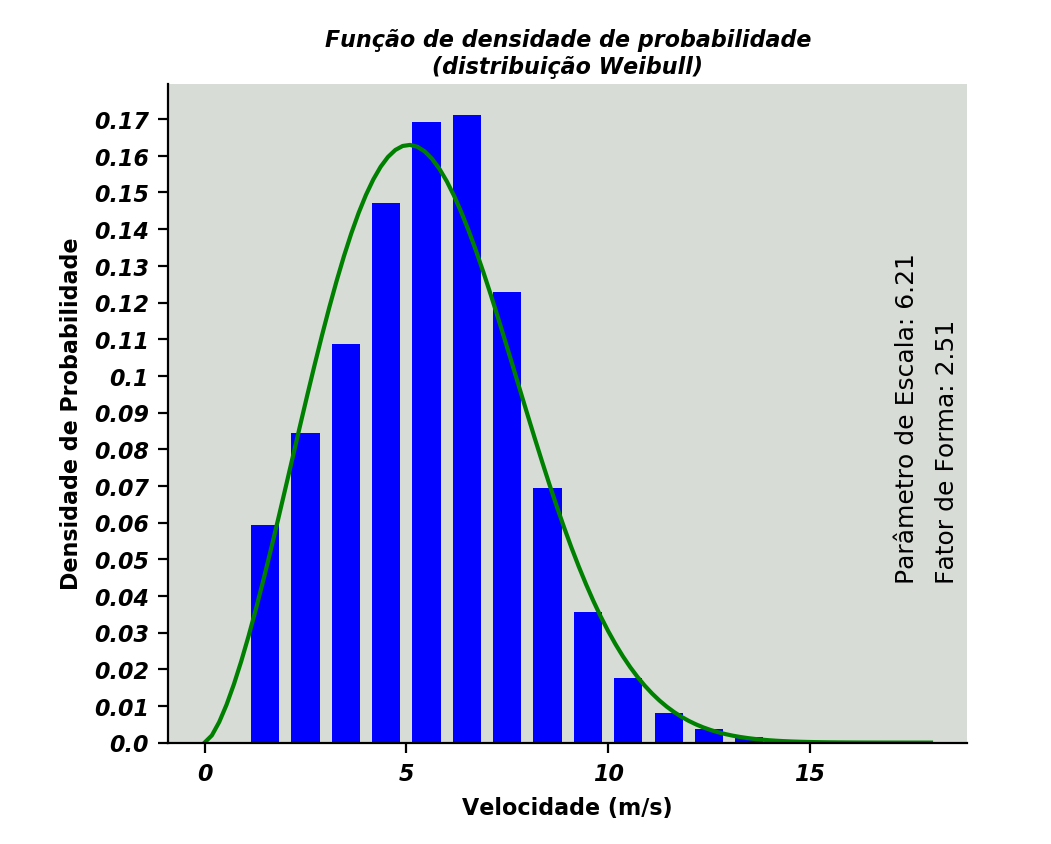 Função de densidade de probabilidade
(distribuição Weibull)
0.17
0.16
0.15
0.14
0.13
0.12
0.11
0.1
0.09
0.08
0.07
0.06
0.05
0.04
0.03
0.02
0.01
0.0
Densidade de Probabilidade
Parâmetro de Escala: 6.21
Fator de Forma: 2.51
0 5 10 15
Velocidade (m/s)